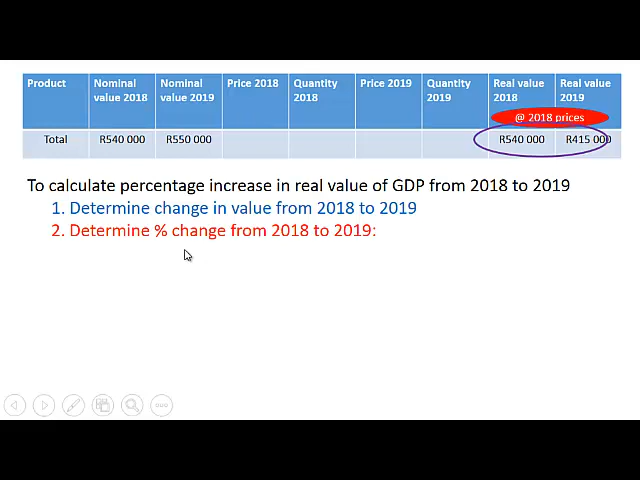 Product Nominal value 2018 Nominal value 2019 Price 2018 Quantity 2018 Price 2019 Quantity 2019 Real value 2018 Real value 2019
@ 2018 prices
Total R540 000 R550 000 R540 000 R415 000
To calculate percentage increase in real value of GDP from 2018 to 2019
1. Determine change in value from 2018 to 2019
2. Determine % change from 2018 to 2019: